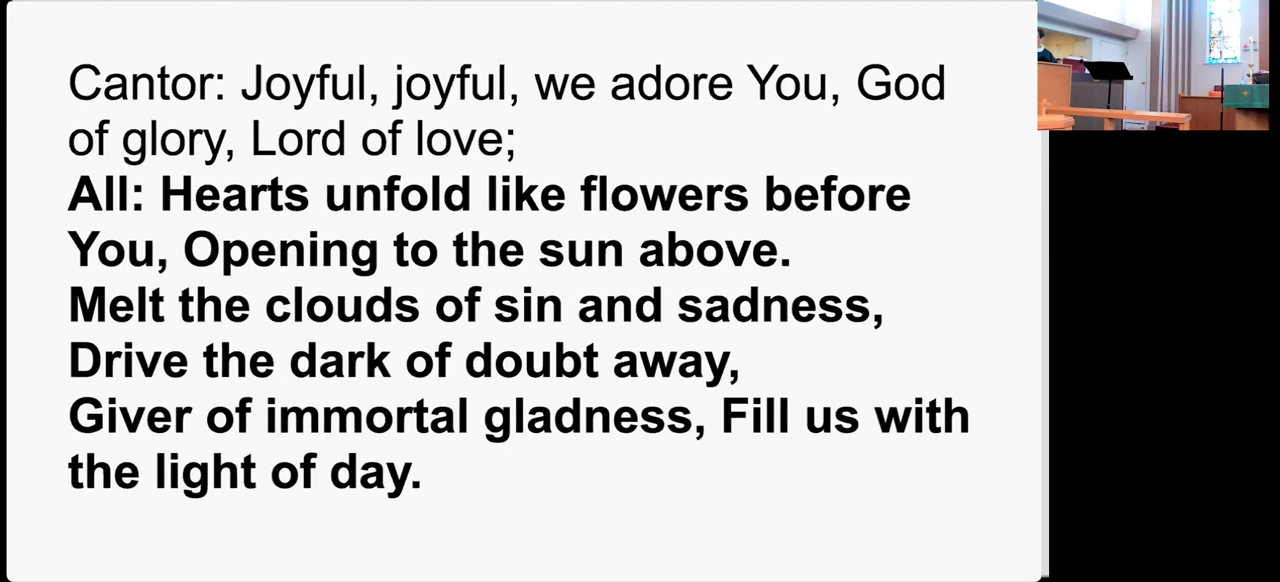 Cantor: Joyful, joyful, we adore You, God
of glory, Lord of love;
All: Hearts unfold like flowers before
You, Opening to the sun above.
Melt the clouds of sin and sadness,
Drive the dark of doubt away,
Giver of immortal gladness, Fill us with
the light of day.